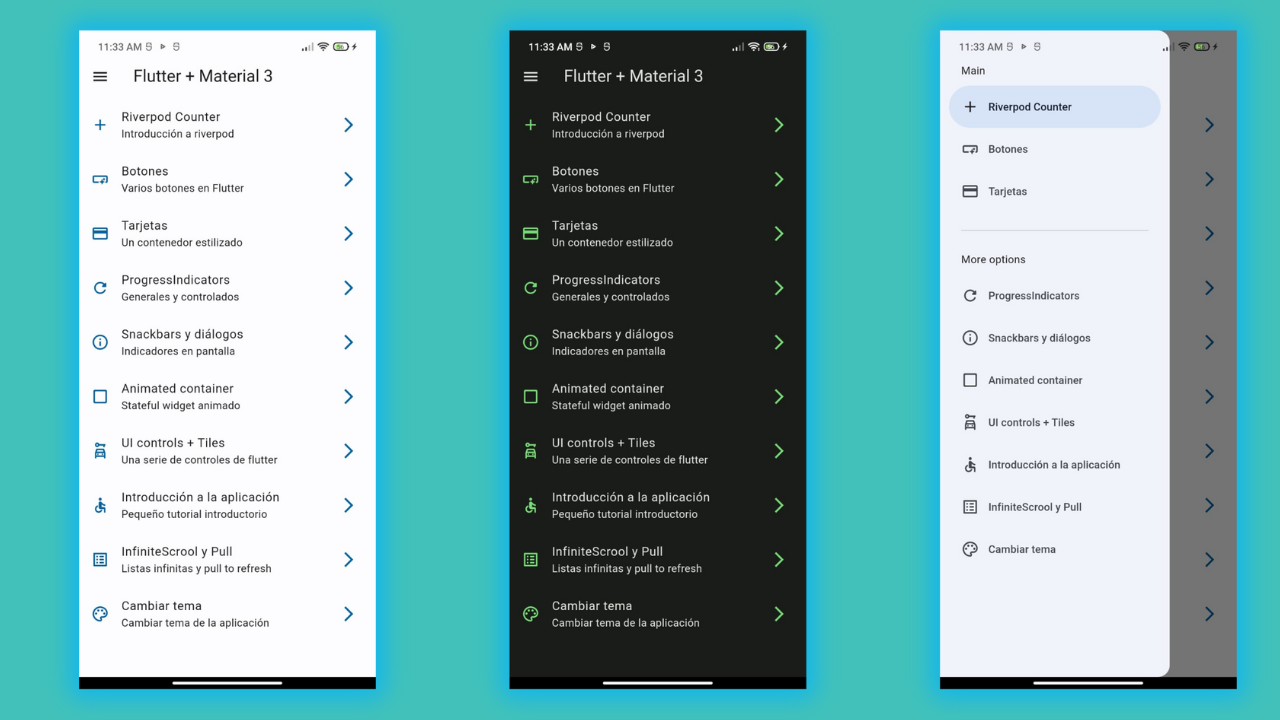 11:33 AM
Flutter + Material 3
Riverpod Counter
Introducción a riverpod
Botones
Varios botones en Flutter
Tarjetas
Un contenedor estilizado
ProgressIndicators
Generales y controlados
Snackbars y diálogos
Indicadores en pantalla
Animated container
Stateful widget animado
UI controls + Tiles
Una serie de controles de flutter
Introducción a la aplicación
Pequeño tutorial introductorio
InfiniteScrool y Pull
Listas infinitas y pull to refresh
Cambiar tema
Cambiar tema de la aplicación
11:33 AM
Flutter + Material 3
Riverpod Counter
Introducción a riverpod
Botones
Varios botones en Flutter
Tarjetas
Un contenedor estilizado
ProgressIndicators
Generales y controlados
Snackbars y diálogos
Indicadores en pantalla
Animated container
Stateful widget animado
UI controls + Tiles
Una serie de controles de flutter
Introducción a la aplicación
Pequeño tutorial introductorio
InfiniteScrool y Pull
Listas infinitas y pull to refresh
Cambiar tema
Cambiar tema de la aplicación
11:33 AM
Main
Riverpod Counter
Botones
Tarjetas
More options
ProgressIndicators
Snackbars y diálogos
Animated container
UI controls + Tiles
Introducción a la aplicación
InfiniteScrool y Pull
Cambiar tema